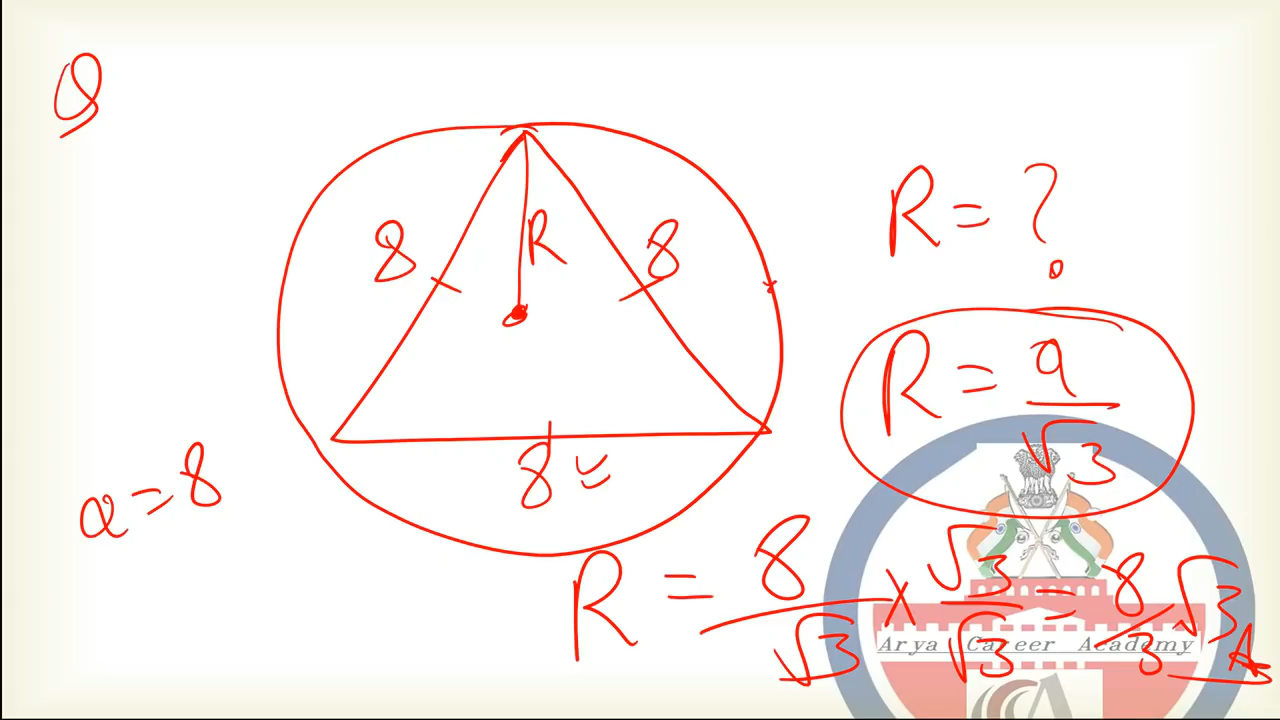 Q
R = ?
8
R
8
R = a/√3
a = 8
8
R = 8/√3 × √3/√3 = 8/3 √3 A
Arya Career Academy